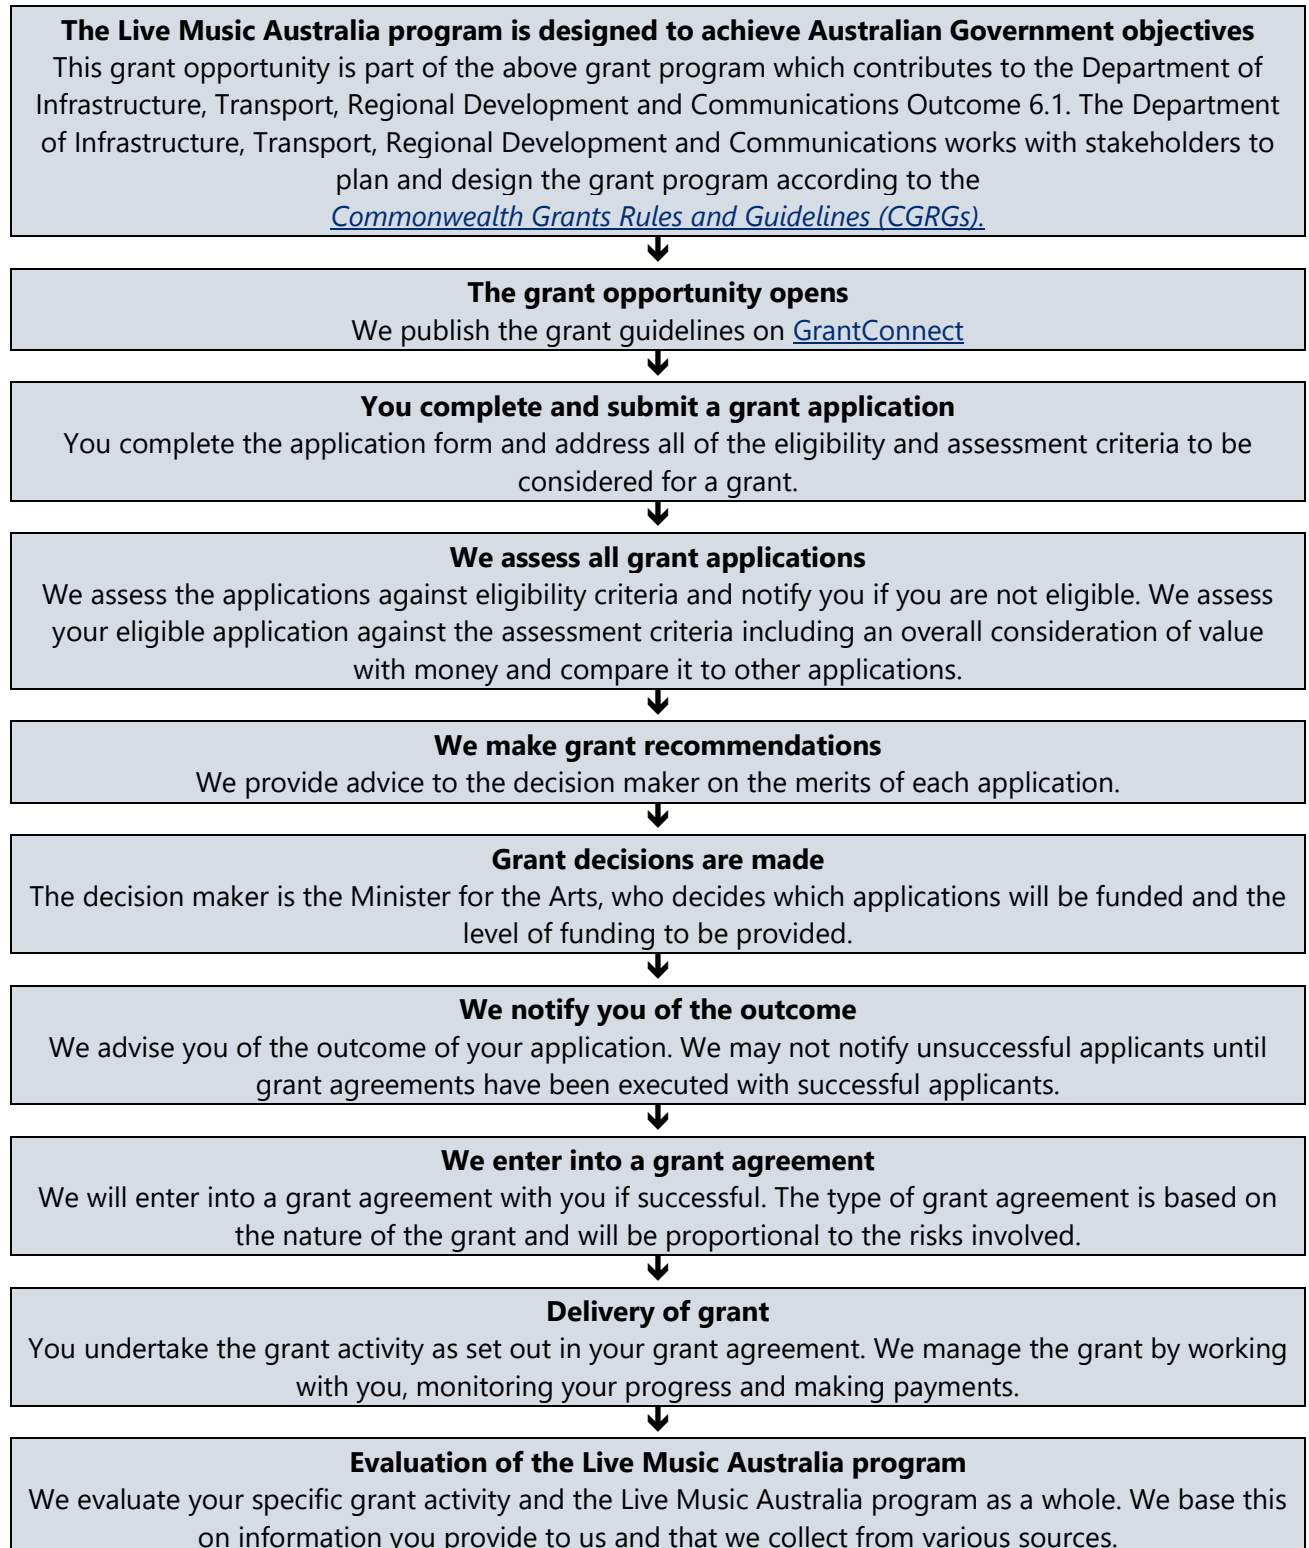 The Live Music Australia program is designed to achieve Australian Government objectives
This grant opportunity is part of the above grant program which contributes to the Department of
Infrastructure, Transport, Regional Development and Communications Outcome 6.1. The Department
of Infrastructure, Transport, Regional Development and Communications works with stakeholders to
plan and design the grant program according to the
Commonwealth Grants Rules and Guidelines (CGRGs).
The grant opportunity opens
We publish the grant guidelines on GrantConnect
You complete and submit a grant application
You complete the application form and address all of the eligibility and assessment criteria to be
considered for a grant.
We assess all grant applications
We assess the applications against eligibility criteria and notify you if you are not eligible. We assess
your eligible application against the assessment criteria including an overall consideration of value
with money and compare it to other applications.
We make grant recommendations
We provide advice to the decision maker on the merits of each application.
Grant decisions are made
The decision maker is the Minister for the Arts, who decides which applications will be funded and the
level of funding to be provided.
We notify you of the outcome
We advise you of the outcome of your application. We may not notify unsuccessful applicants until
grant agreements have been executed with successful applicants.
We enter into a grant agreement
We will enter into a grant agreement with you if successful. The type of grant agreement is based on
the nature of the grant and will be proportional to the risks involved.
Delivery of grant
You undertake the grant activity as set out in your grant agreement. We manage the grant by working
with you, monitoring your progress and making payments.
Evaluation of the Live Music Australia program
We evaluate your specific grant activity and the Live Music Australia program as a whole. We base this
on information you provide to us and that we collect from various sources.